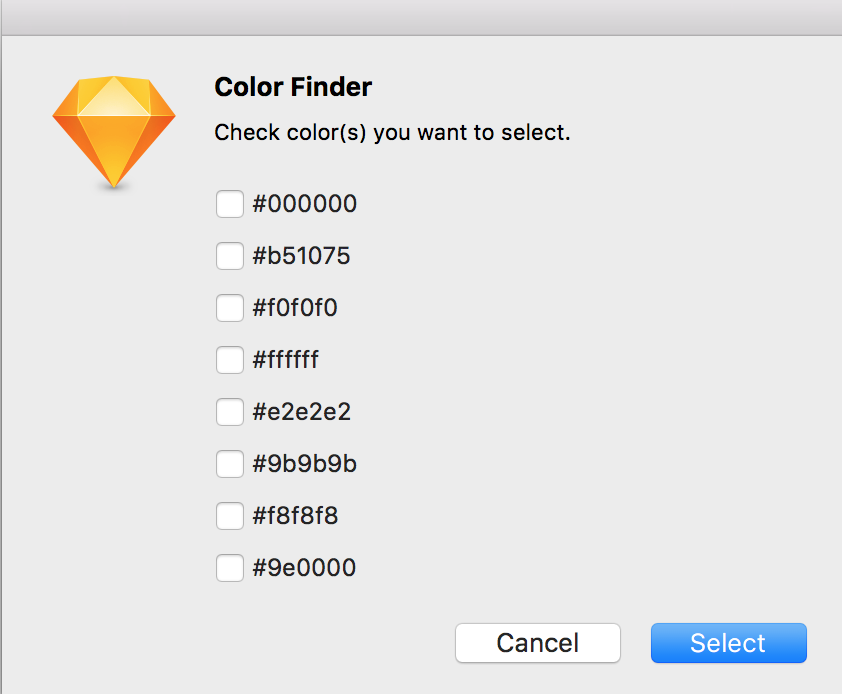 Color Finder
Check color(s) you want to select.
#000000
#b51075
#f0f0f0
#ffffff
#e2e2e2
#9b9b9b
#f8f8f8
#9e0000
Cancel Select